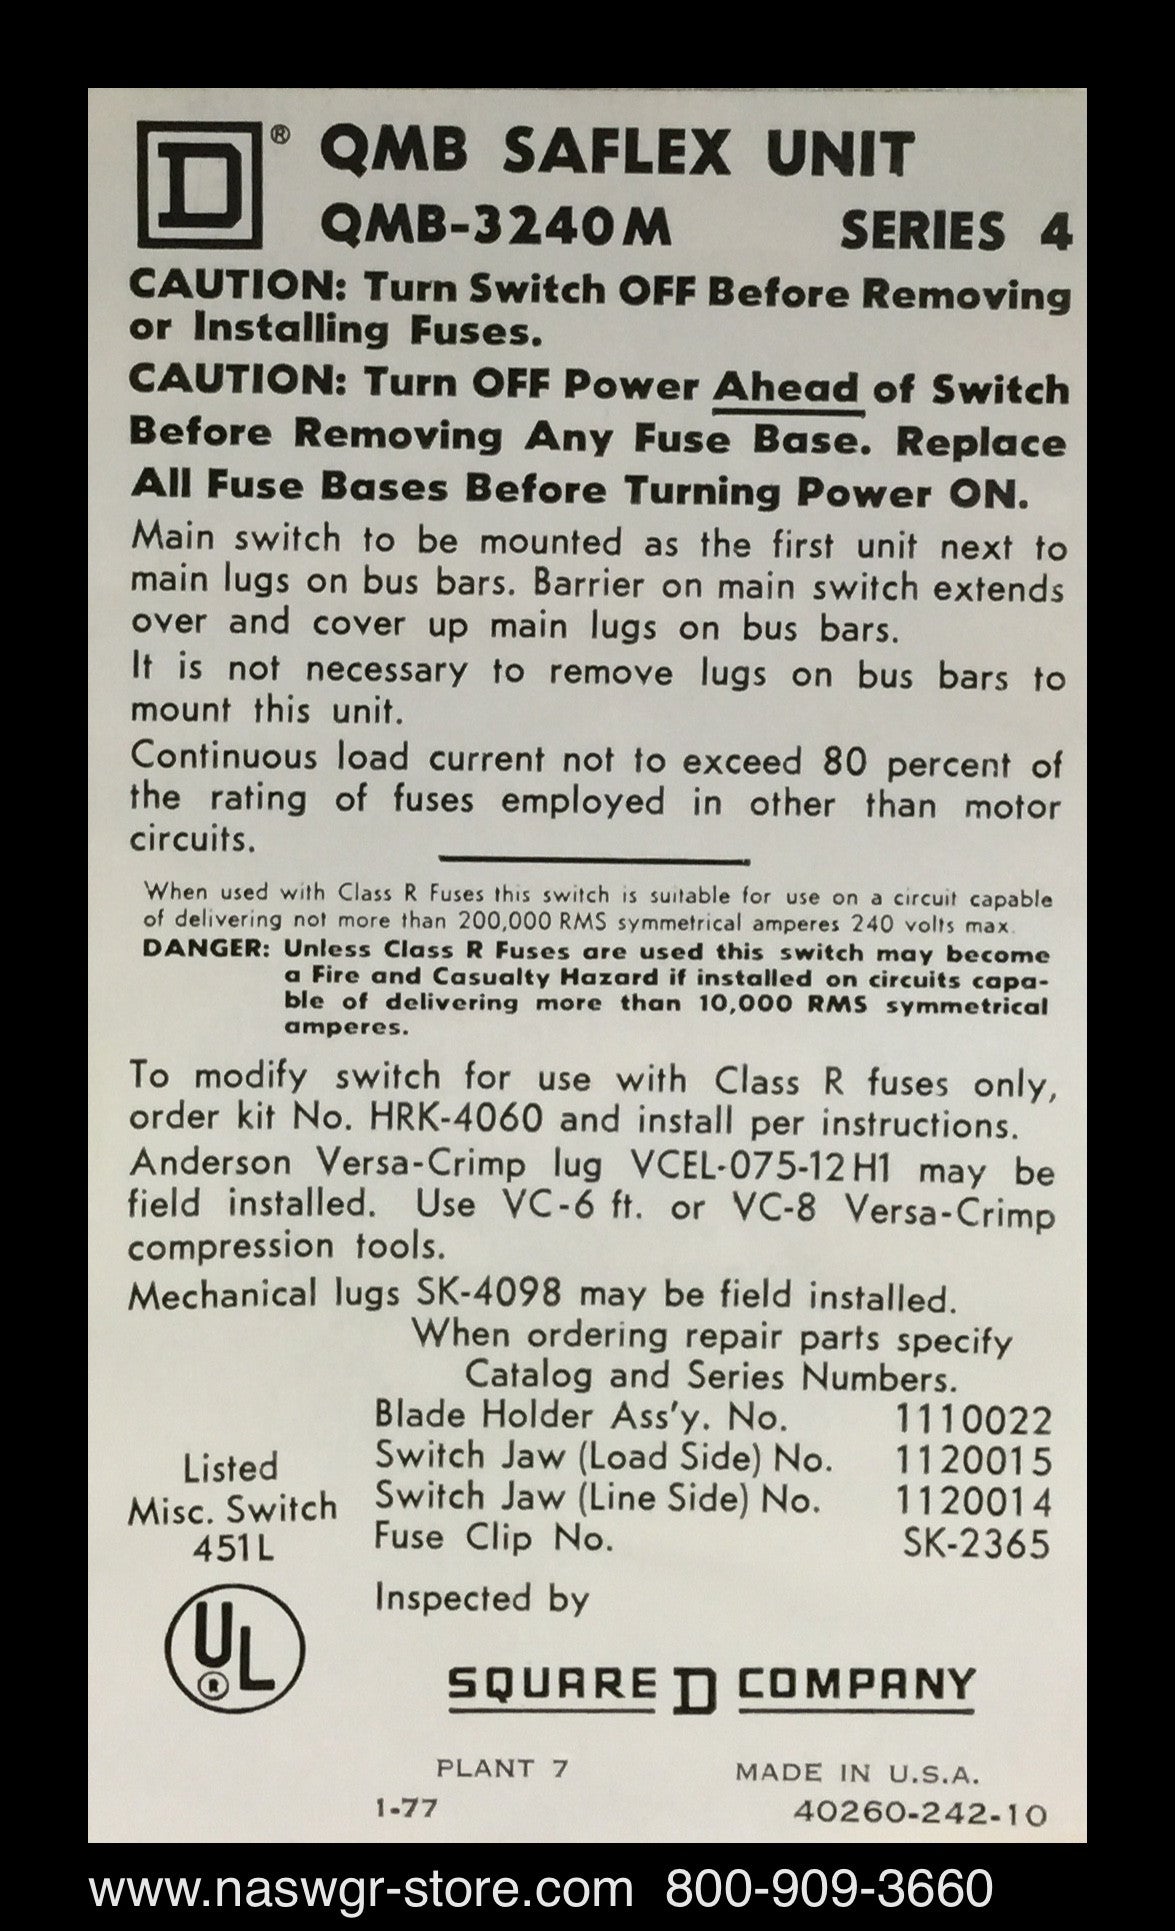 D® QMB SAFLEX UNIT
QMB-3240M SERIES 4
CAUTION: Turn Switch OFF Before Removing
or Installing Fuses.
CAUTION: Turn OFF Power Ahead of Switch
Before Removing Any Fuse Base. Replace
All Fuse Bases Before Turning Power ON.
Main switch to be mounted as the first unit next to
main lugs on bus bars. Barrier on main switch extends
over and cover up main lugs on bus bars.
It is not necessary to remove lugs on bus bars to
mount this unit.
Continuous load current not to exceed 80 percent of
the rating of fuses employed in other than motor
circuits.
When used with Class R Fuses this switch is suitable for use on a circuit capable
of delivering not more than 200,000 RMS symmetrical amperes 240 volts max.
DANGER: Unless Class R Fuses are used this switch may become
a Fire and Casualty Hazard if installed on circuits capa-
ble of delivering more than 10,000 RMS symmetrical
amperes.
To modify switch for use with Class R fuses only,
order kit No. HRK-4060 and install per instructions.
Anderson Versa-Crimp lug VCEL-075-12H1 may be
field installed. Use VC-6 ft. or VC-8 Versa-Crimp
compression tools.
Mechanical lugs SK-4098 may be field installed.
When ordering repair parts specify
Catalog and Series Numbers.
Blade Holder Ass'y. No. 1110022
Switch Jaw (Load Side) No. 1120015
Switch Jaw (Line Side) No. 1120014
Fuse Clip No. SK-2365
Listed
Misc. Switch
451L
UL®
Inspected by
SQUARE D COMPANY
PLANT 7 MADE IN U.S.A.
1-77 40260-242-10
www.naswgr-store.com 800-909-3660